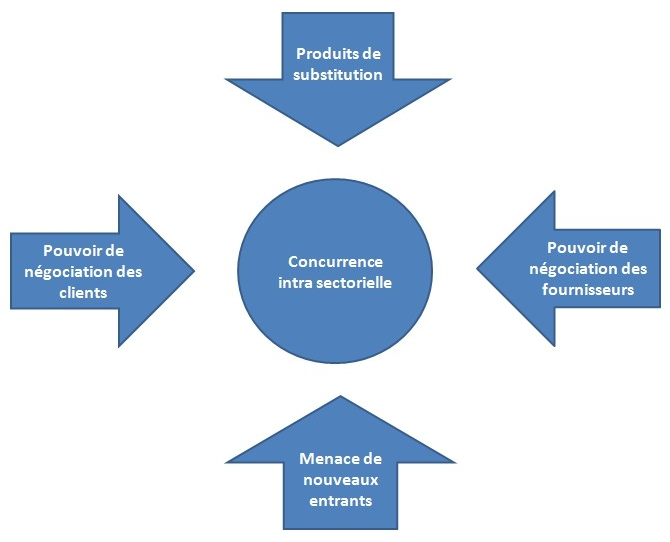 Produits de
substitution
Pouvoir de
négociation des
clients
Concurrence
intra sectorielle
Pouvoir de
négociation des
fournisseurs
Menace de
nouveaux
entrants